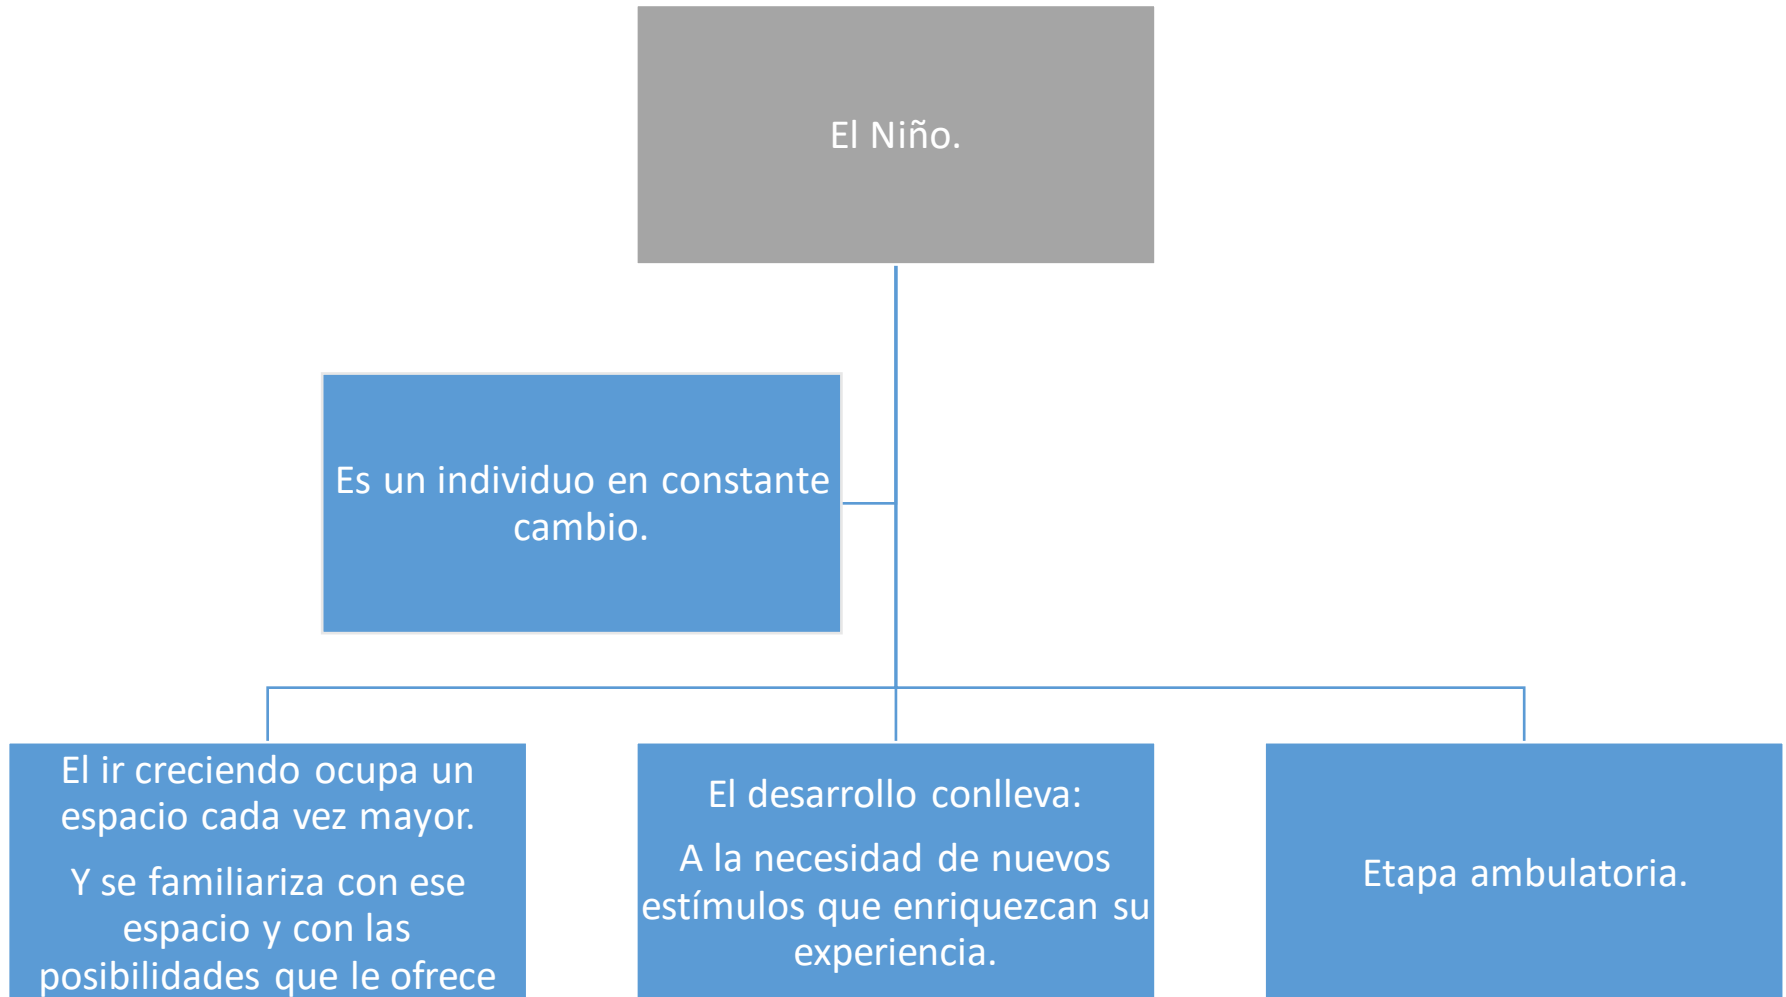 El Niño.
Es un individuo en constante
cambio.
El ir creciendo ocupa un
espacio cada vez mayor.
Y se familiariza con ese
espacio y con las
posibilidades que le ofrece
El desarrollo conlleva:
A la necesidad de nuevos
estímulos que enriquezcan su
experiencia.
Etapa ambulatoria.